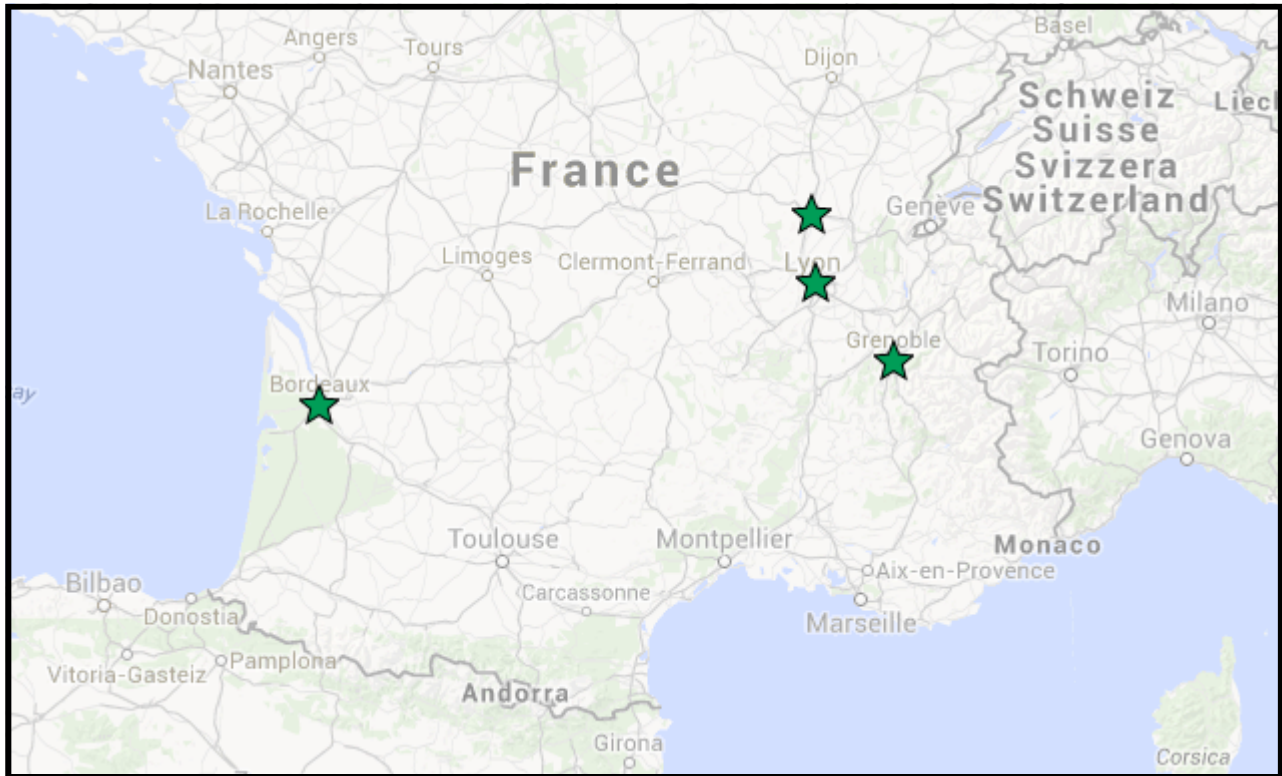 Basel
Angers
Tours
Dijon
Nantes
Schweiz
Suisse
Svizzera
Switzerland
Liecl
France
La Rochelle
Genève
Limoges
Clermont-Ferrand
Lyon
Milano
Grenoble
Torino
Bordeaux
ay
Genova
Toulouse
Montpellier
Monaco
Aix-en-Provence
Bilbao
Carcassonne
Donostia
Marseille
Vitoria-Gasteiz
Pamplona
Andorra
Girona
Corsica